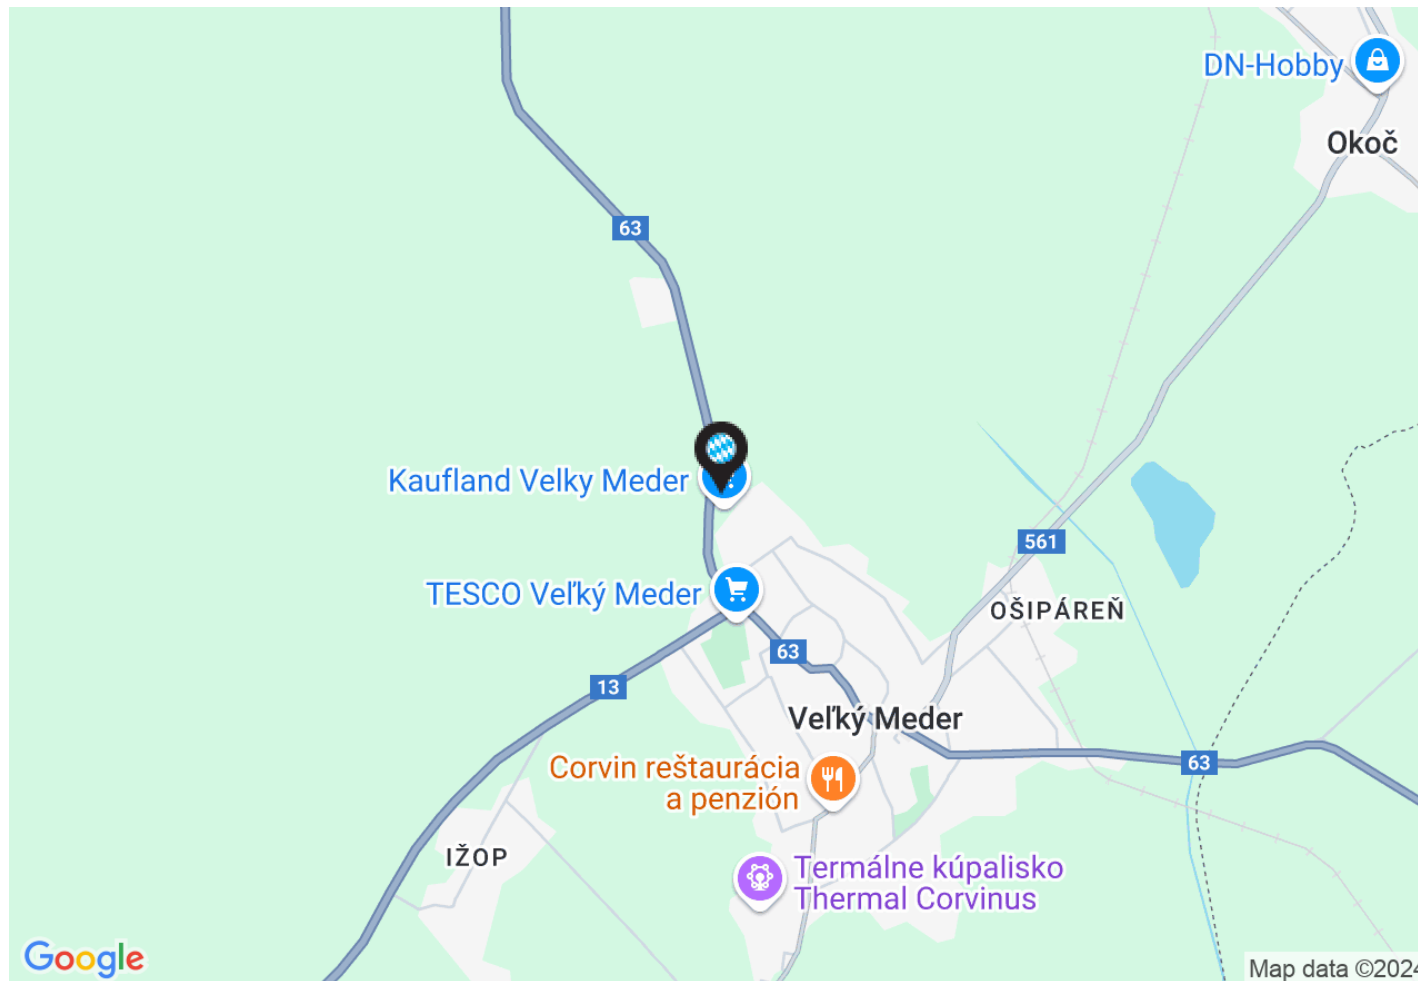 DN-Hobby
Okoč
63
Kaufland Velky Meder
561
TESCO Veľký Meder
OŠIPÁREŇ
63
13
Veľký Meder
63
Corvin reštaurácia
a penzión
IŽOP
Termálne kúpalisko
Thermal Corvinus
Google
Map data ©2024